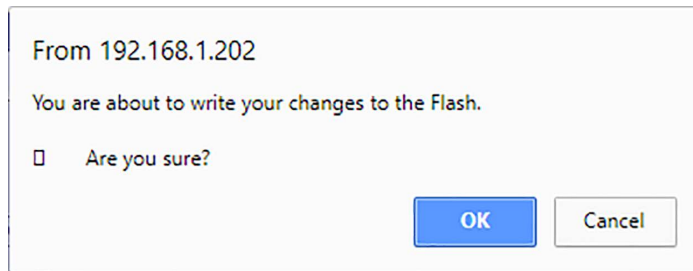 From 192.168.1.202
You are about to write your changes to the Flash.
▯ Are you sure?
OK Cancel